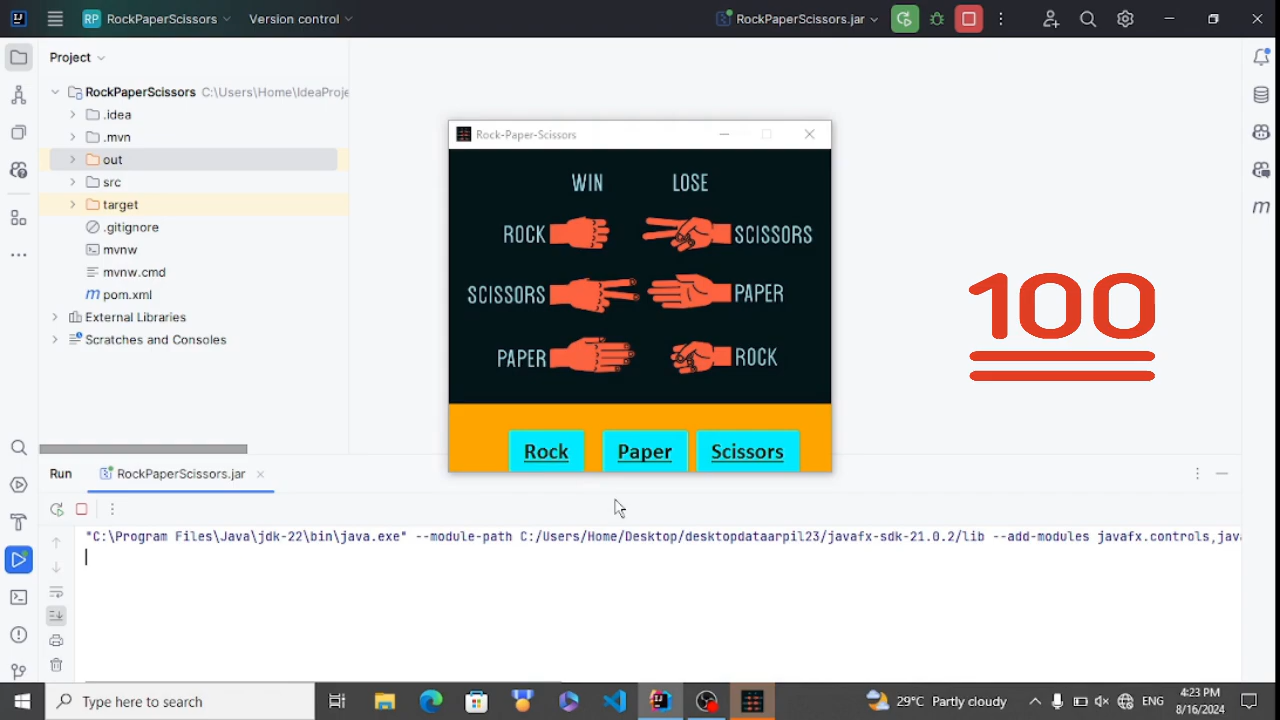 RP RockPaperScissors Version control RockPaperScissors.jar
Project
RockPaperScissors C:\Users\Home\IdeaProje
.idea
.mvn
out
src
target
.gitignore
mvnw
mvnw.cmd
m pom.xml
External Libraries
Scratches and Consoles
Rock-Paper-Scissors
WIN LOSE
ROCK SCISSORS
SCISSORS PAPER
PAPER ROCK
Rock Paper Scissors
100
m
Run RockPaperScissors.jar
"C:\Program Files\Java\jdk-22\bin\java.exe" --module-path C:/Users/Home/Desktop/desktopdataarpil23/javafx-sdk-21.0.2/lib --add-modules javafx.controls,jav
Type here to search
29°C Partly cloudy
ENG
4:23 PM
8/16/2024